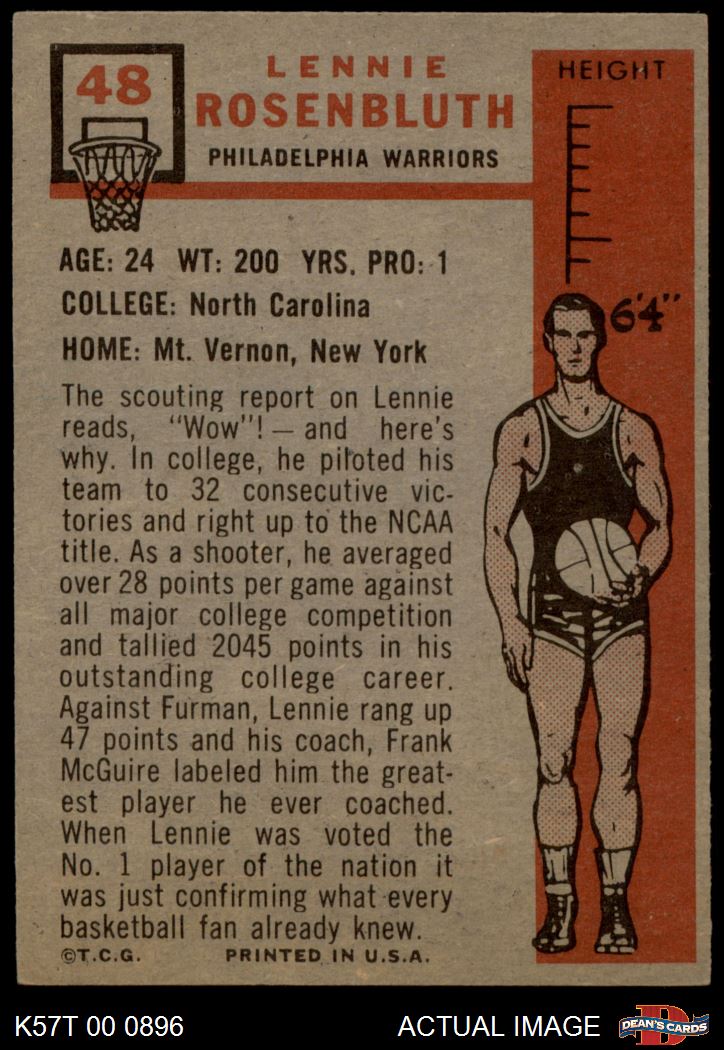 48
LENNIE
ROSENBLUTH
PHILADELPHIA WARRIORS
HEIGHT
6'4"
AGE: 24 WT: 200 YRS. PRO: 1
COLLEGE: North Carolina
HOME: Mt. Vernon, New York
The scouting report on Lennie
reads, "Wow"! — and here's
why. In college, he piloted his
team to 32 consecutive vic-
tories and right up to the NCAA
title. As a shooter, he averaged
over 28 points per game against
all major college competition
and tallied 2045 points in his
outstanding college career.
Against Furman, Lennie rang up
47 points and his coach, Frank
McGuire labeled him the great-
est player he ever coached.
When Lennie was voted the
No. 1 player of the nation it
was just confirming what every
basketball fan already knew.
©T.C.G. PRINTED IN U.S.A.
K57T 00 0896 ACTUAL IMAGE
D
DEAN'S CARDS